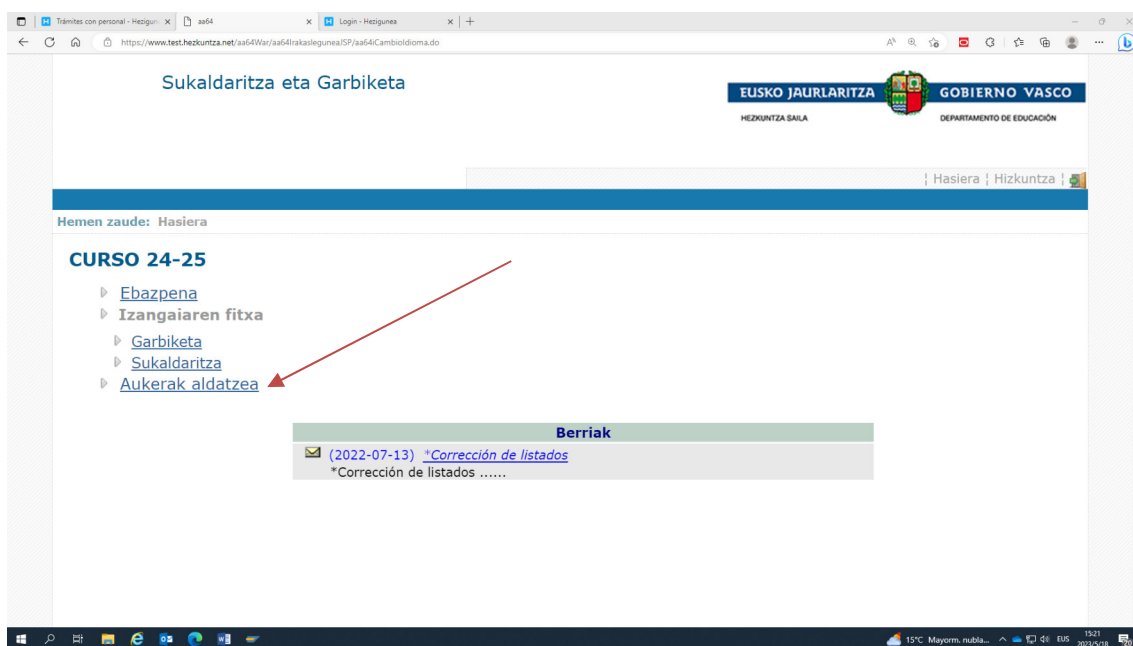 Trámites con personal - Hezigun
aa64
Login - Hezigunea
https://www.test.hezkuntza.net/aa64War/aa64IrakasleguneaJSP/aa64iCambioIdioma.do
Sukaldaritza eta Garbiketa
EUSKO JAURLARITZA
GOBIERNO VASCO
HEZKUNTZA SAILA
DEPARTAMENTO DE EDUCACIÓN
¦ Hasiera ¦ Hizkuntza ¦
Hemen zaude: Hasiera
CURSO 24-25
Ebazpena
Izangaiaren fitxa
Garbiketa
Sukaldaritza
Aukerak aldatzea
Berriak
(2022-07-13) *Corrección de listados
*Corrección de listados ......
15°C Mayorm. nubla... EUS 15:21
2023/5/18 20